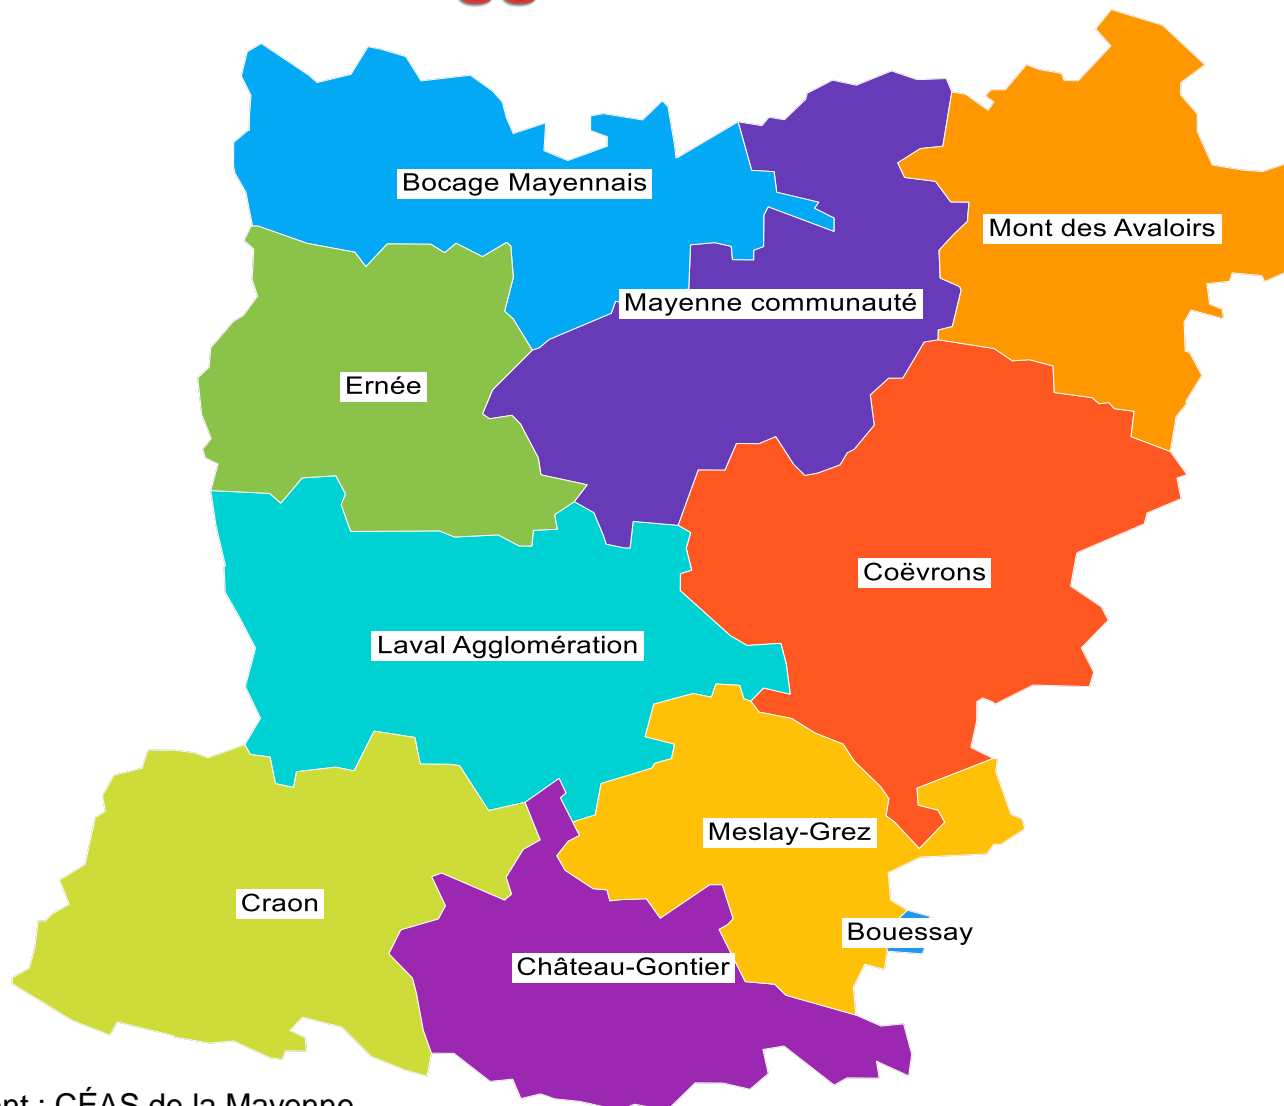 Bocage Mayennais
Mont des Avaloirs
Mayenne communauté
Ernée
Coëvrons
Laval Agglomération
Meslay-Grez
Craon
Bouessay
Château-Gontier
: CÉAS de la Mayenne